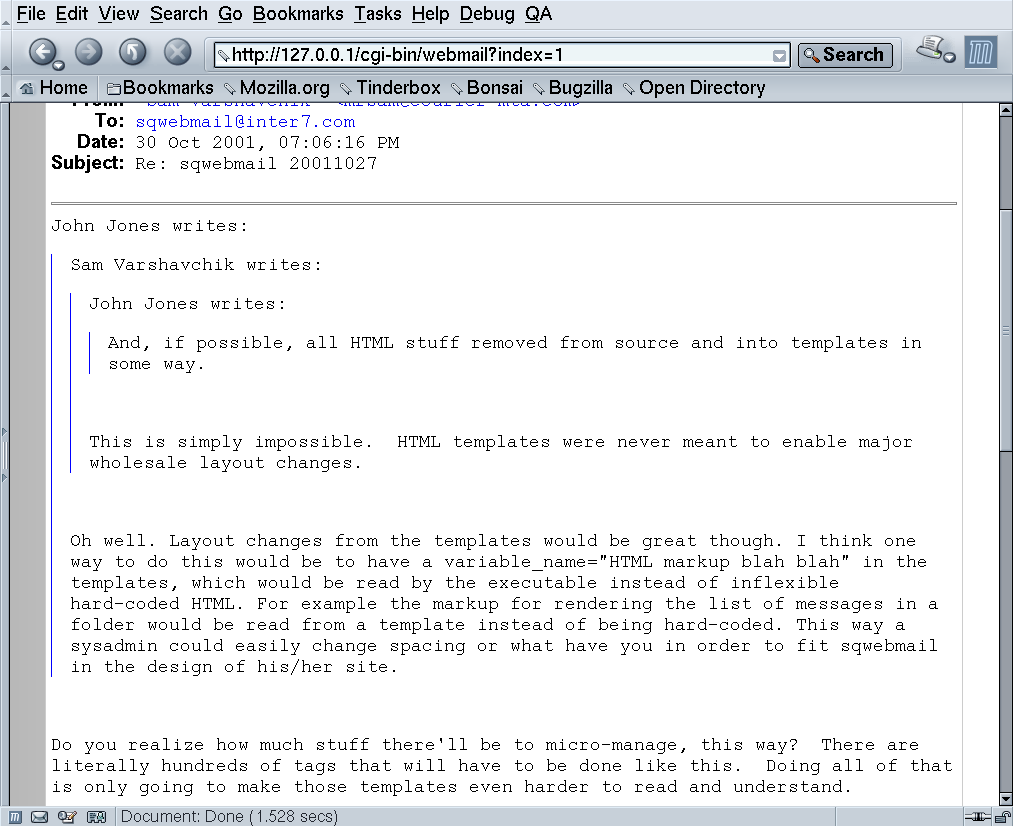 File Edit View Search Go Bookmarks Tasks Help Debug QA
http://127.0.0.1/cgi-bin/webmail?index=1 Search
Home Bookmarks Mozilla.org Tinderbox Bonsai Bugzilla Open Directory
From: "Sam Varshavchik" <mrsam@courier-mta.com>
To: sqwebmail@inter7.com
Date: 30 Oct 2001, 07:06:16 PM
Subject: Re: sqwebmail 20011027
John Jones writes:
Sam Varshavchik writes:
John Jones writes:
And, if possible, all HTML stuff removed from source and into templates in
some way.
This is simply impossible.  HTML templates were never meant to enable major
wholesale layout changes.
Oh well. Layout changes from the templates would be great though. I think one
way to do this would be to have a variable_name="HTML markup blah blah" in the
templates, which would be read by the executable instead of inflexible
hard-coded HTML. For example the markup for rendering the list of messages in a
folder would be read from a template instead of being hard-coded. This way a
sysadmin could easily change spacing or what have you in order to fit sqwebmail
in the design of his/her site.
Do you realize how much stuff there'll be to micro-manage, this way?  There are
literally hundreds of tags that will have to be done like this.  Doing all of that
is only going to make those templates even harder to read and understand.
Document: Done (1.528 secs)